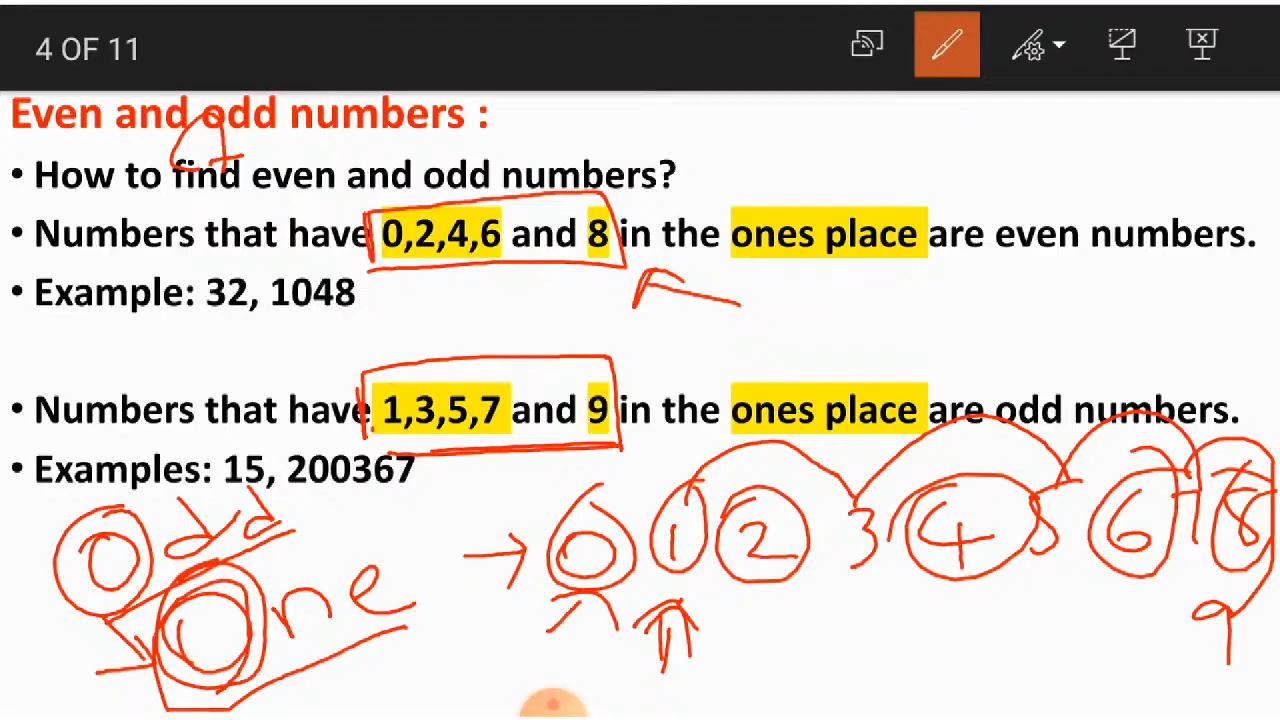 4 OF 11
Even and odd numbers :
• How to find even and odd numbers?
• Numbers that have 0,2,4,6 and 8 in the ones place are even numbers.
• Example: 32, 1048
• Numbers that have 1,3,5,7 and 9 in the ones place are odd numbers.
• Examples: 15, 200367
odd
0 1 2 3 4 5 6 7 8
one
9